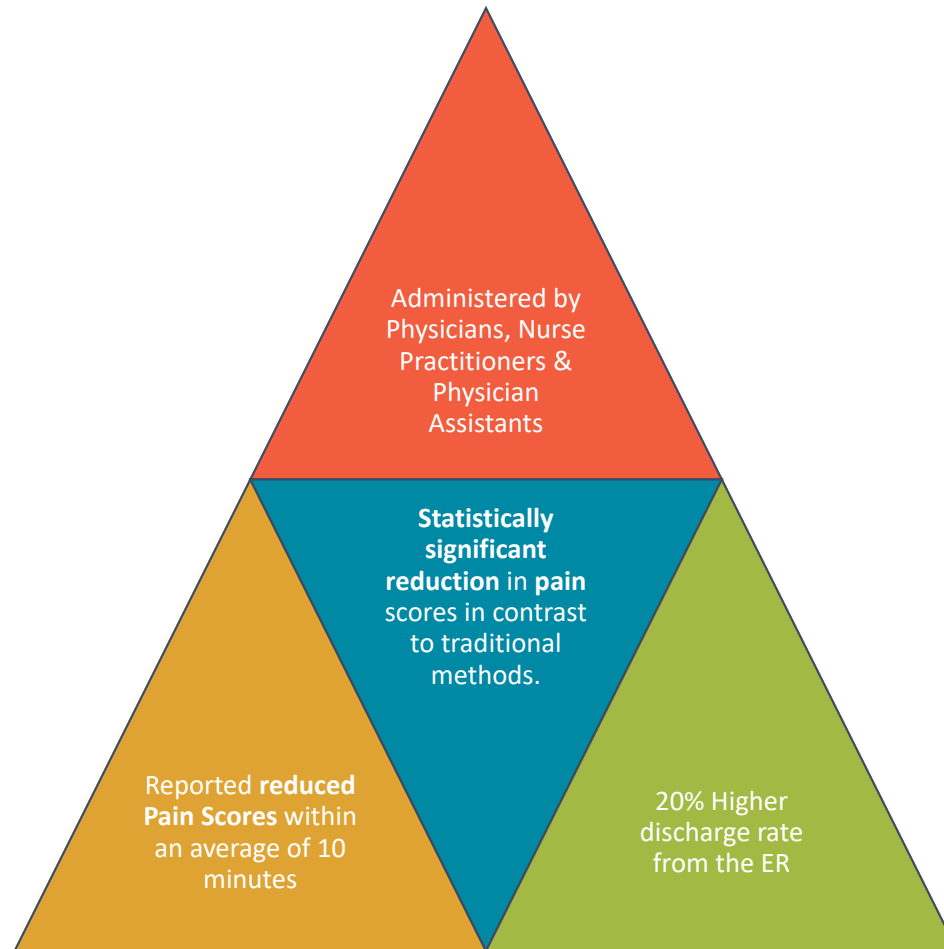 Administered by
Physicians, Nurse
Practitioners &
Physician
Assistants
Statistically
significant
reduction in pain
scores in contrast
to traditional
methods.
Reported reduced
Pain Scores within
an average of 10
minutes
20% Higher
discharge rate
from the ER